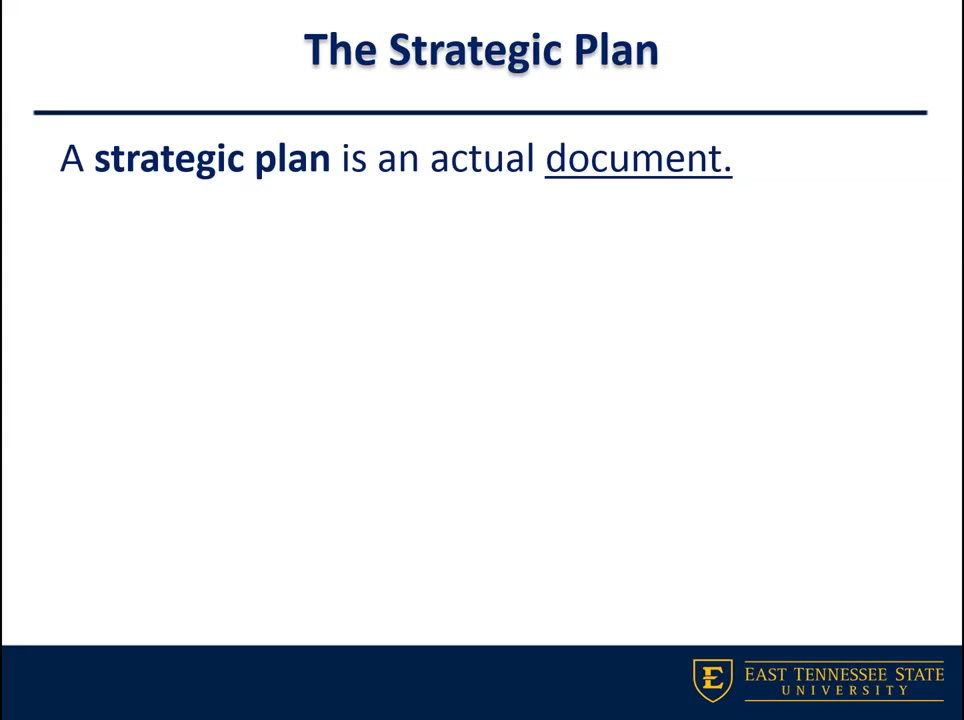 The Strategic Plan
A strategic plan is an actual document.
E
EAST TENNESSEE STATE
UNIVERSITY